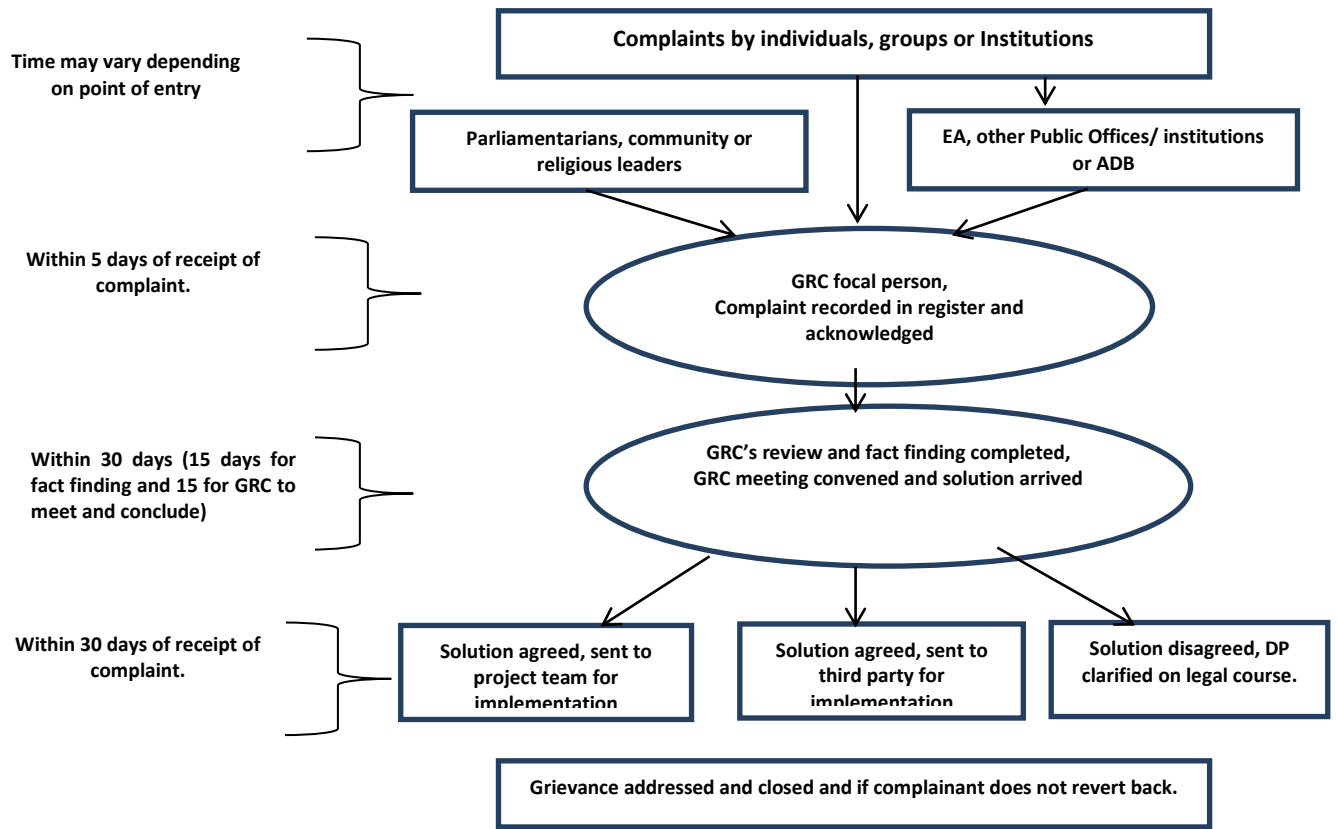 Complaints by individuals, groups or Institutions
Time may vary depending
on point of entry
Parliamentarians, community or
religious leaders
EA, other Public Offices/ institutions
or ADB
Within 5 days of receipt of
complaint.
GRC focal person,
Complaint recorded in register and
acknowledged
Within 30 days (15 days for
fact finding and 15 for GRC to
meet and conclude)
GRC’s review and fact finding completed,
GRC meeting convened and solution arrived
Within 30 days of receipt of
complaint.
Solution agreed, sent to
project team for
implementation
Solution agreed, sent to
third party for
implementation
Solution disagreed, DP
clarified on legal course.
Grievance addressed and closed and if complainant does not revert back.